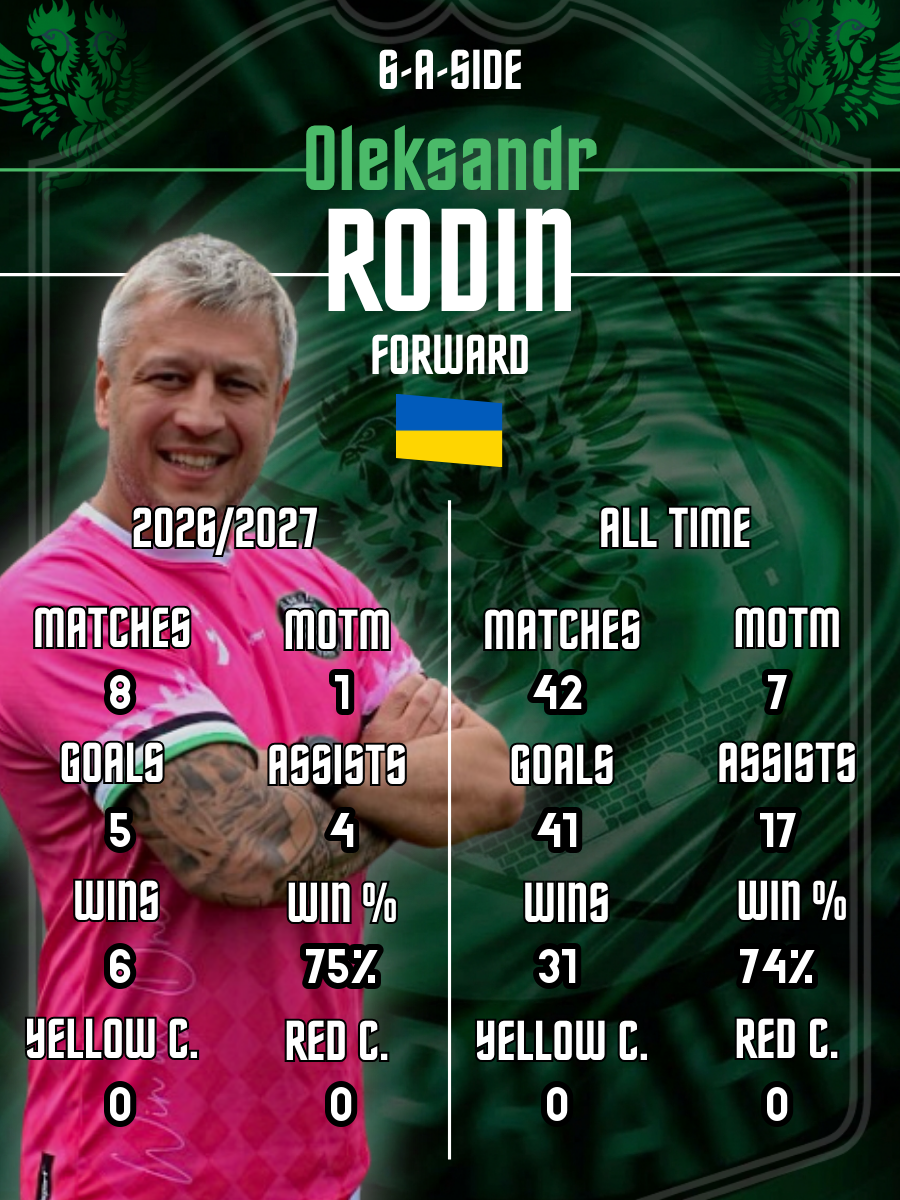 6-A-SIDE
Oleksandr
RODIN
FORWARD
2026/2027
MATCHES MOTM
8 1
GOALS ASSISTS
5 4
WINS WIN %
6 75%
YELLOW C. RED C.
0 0
ALL TIME
MATCHES MOTM
42 7
GOALS ASSISTS
41 17
WINS WIN %
31 74%
YELLOW C. RED C.
0 0